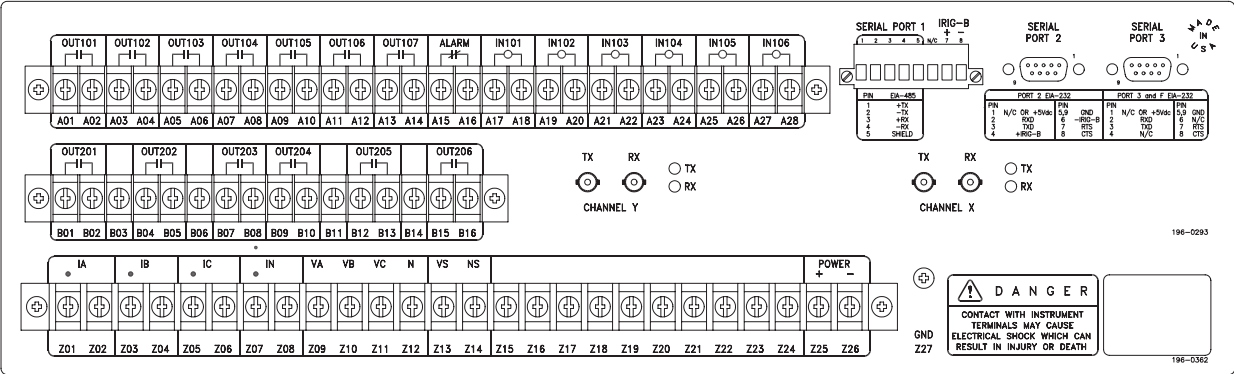 OUT101 OUT102 OUT103 OUT104 OUT105 OUT106 OUT107 ALARM IN101 IN102 IN103 IN104 IN105 IN106
A01 A02 A03 A04 A05 A06 A07 A08 A09 A10 A11 A12 A13 A14 A15 A16 A17 A18 A19 A20 A21 A22 A23 A24 A25 A26 A27 A28
SERIAL PORT 1 IRIG-B
+ −
1 2 3 4 5 N/C 7 8
PIN EIA-485
1 +TX
2 -TX
3 +RX
4 -RX
5 SHIELD
SERIAL
PORT 2
1
9
SERIAL
PORT 3
1
9
MADE
IN
USA
PORT 2 EIA-232
PIN PIN
1 N/C OR +5Vdc 5,9 GND
2 RXD 6 -IRIG-B
3 TXD 7 RTS
4 +IRIG-B 8 CTS
PORT 3 and F EIA-232
PIN PIN
1 N/C OR +5Vdc 5,9 GND
2 RXD 6 N/C
3 TXD 7 RTS
4 N/C 8 CTS
OUT201 OUT202 OUT203 OUT204 OUT205 OUT206
B01 B02 B03 B04 B05 B06 B07 B08 B09 B10 B11 B12 B13 B14 B15 B16
TX RX TX
RX
CHANNEL Y
TX RX TX
RX
CHANNEL X
196-0293
IA IB IC IN VA VB VC N VS NS POWER
+ −
Z01 Z02 Z03 Z04 Z05 Z06 Z07 Z08 Z09 Z10 Z11 Z12 Z13 Z14 Z15 Z16 Z17 Z18 Z19 Z20 Z21 Z22 Z23 Z24 Z25 Z26
GND
Z27
DANGER
CONTACT WITH INSTRUMENT
TERMINALS MAY CAUSE
ELECTRICAL SHOCK WHICH CAN
RESULT IN INJURY OR DEATH
196-0362